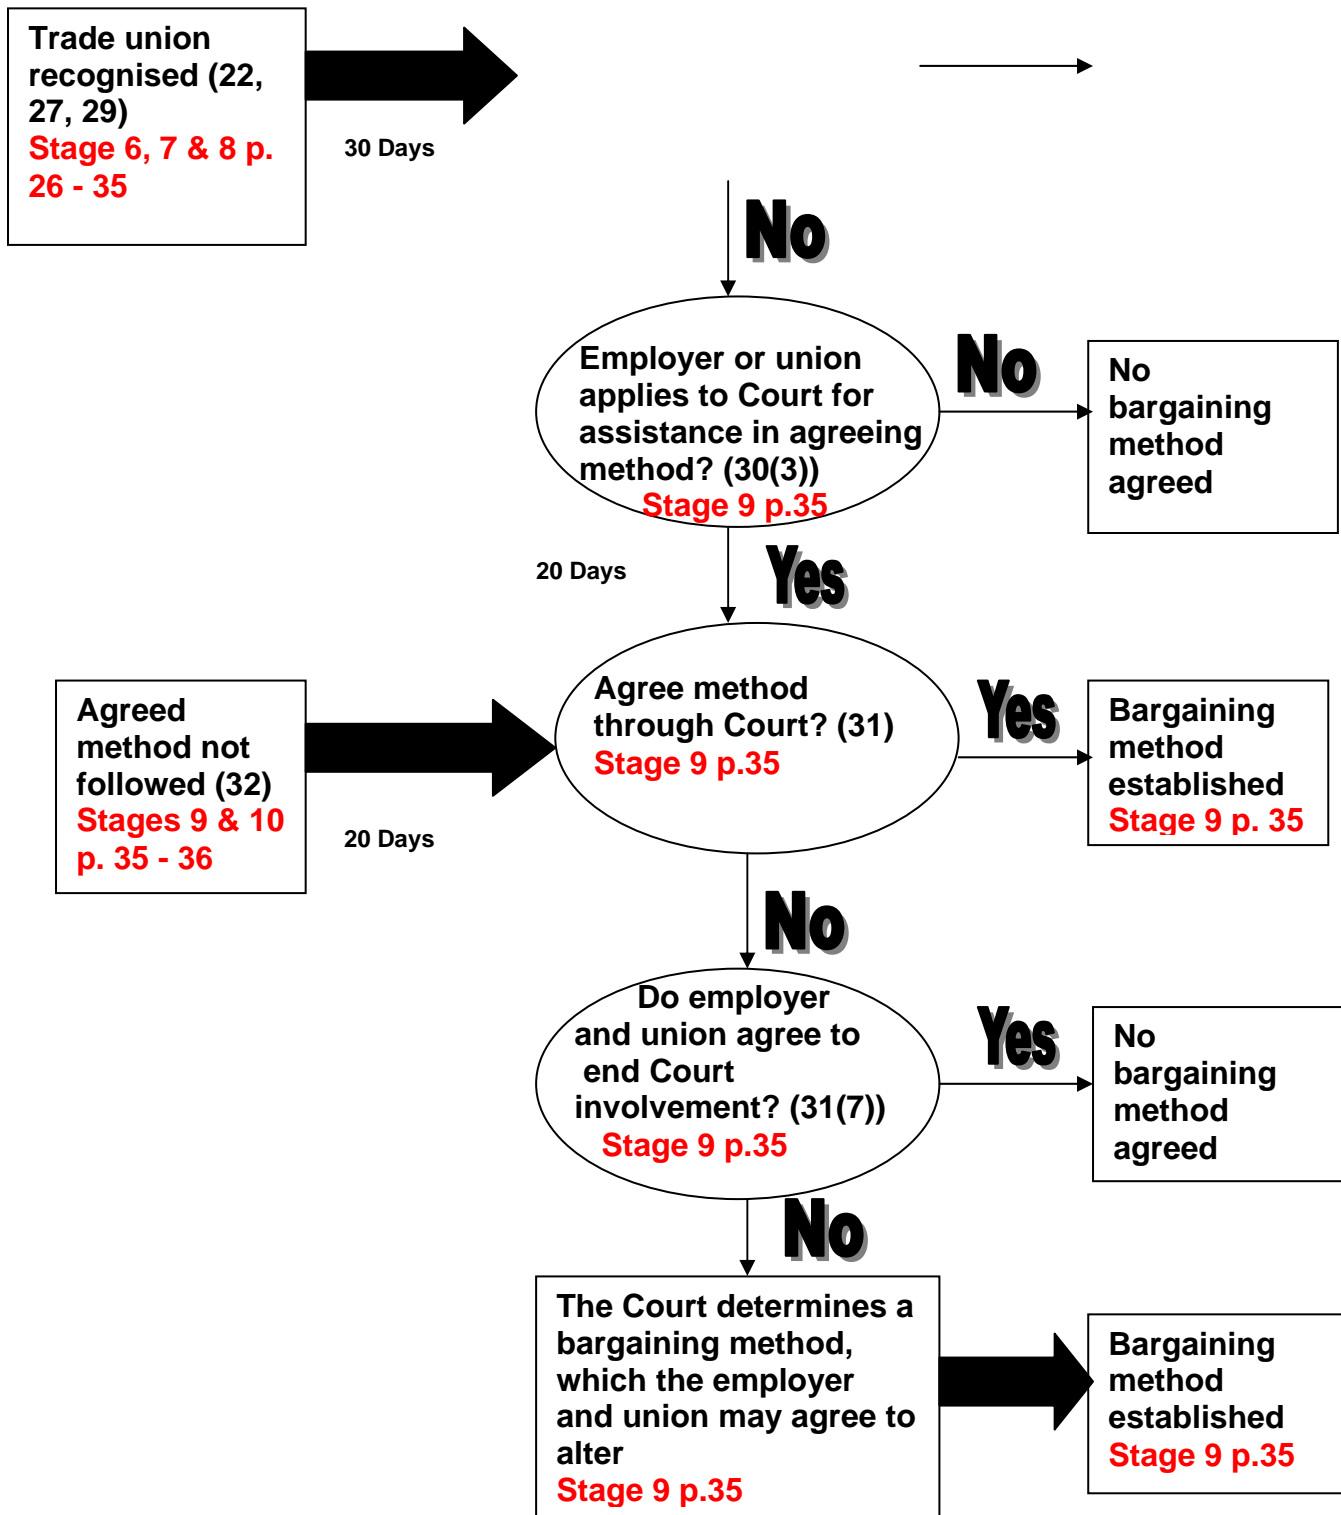 Trade union
recognised (22,
27, 29)
Stage 6, 7 & 8 p.
26 - 35
30 Days
No
Employer or union
applies to Court for
assistance in agreeing
method? (30(3))
Stage 9 p.35
No
No
bargaining
method
agreed
20 Days
Yes
Agreed
method not
followed (32)
Stages 9 & 10
p. 35 - 36
20 Days
Agree method
through Court? (31)
Stage 9 p.35
Yes
Bargaining
method
established
Stage 9 p. 35
No
Do employer
and union agree to
end Court
involvement? (31(7))
Stage 9 p.35
Yes
No
bargaining
method
agreed
No
The Court determines a
bargaining method,
which the employer
and union may agree to
alter
Stage 9 p.35
Bargaining
method
established
Stage 9 p.35